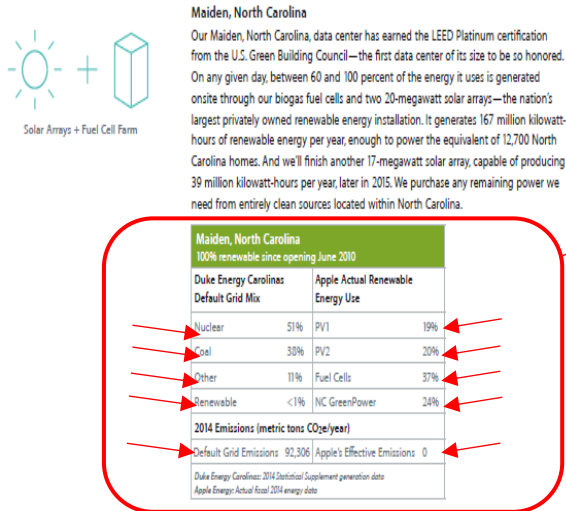 Maiden, North Carolina
Our Maiden, North Carolina, data center has earned the LEED Platinum certification
from the U.S. Green Building Council—the first data center of its size to be so honored.
On any given day, between 60 and 100 percent of the energy it uses is generated
onsite through our biogas fuel cells and two 20-megawatt solar arrays—the nation's
largest privately owned renewable energy installation. It generates 167 million kilowatt-
hours of renewable energy per year, enough to power the equivalent of 12,700 North
Carolina homes. And we'll finish another 17-megawatt solar array, capable of producing
39 million kilowatt-hours per year, later in 2015. We purchase any remaining power we
need from entirely clean sources located within North Carolina.
Solar Arrays + Fuel Cell Farm
Maiden, North Carolina
100% renewable since opening June 2010
Duke Energy Carolinas Apple Actual Renewable
Default Grid Mix Energy Use
Nuclear 51% PV1 19%
Coal 38% PV2 20%
Other 11% Fuel Cells 37%
Renewable <1% NC GreenPower 24%
2014 Emissions (metric tons CO₂e/year)
Default Grid Emissions 92,306 Apple's Effective Emissions 0
Duke Energy Carolinas: 2014 Statistical Supplement generation data
Apple Energy: Actual fiscal 2014 energy data